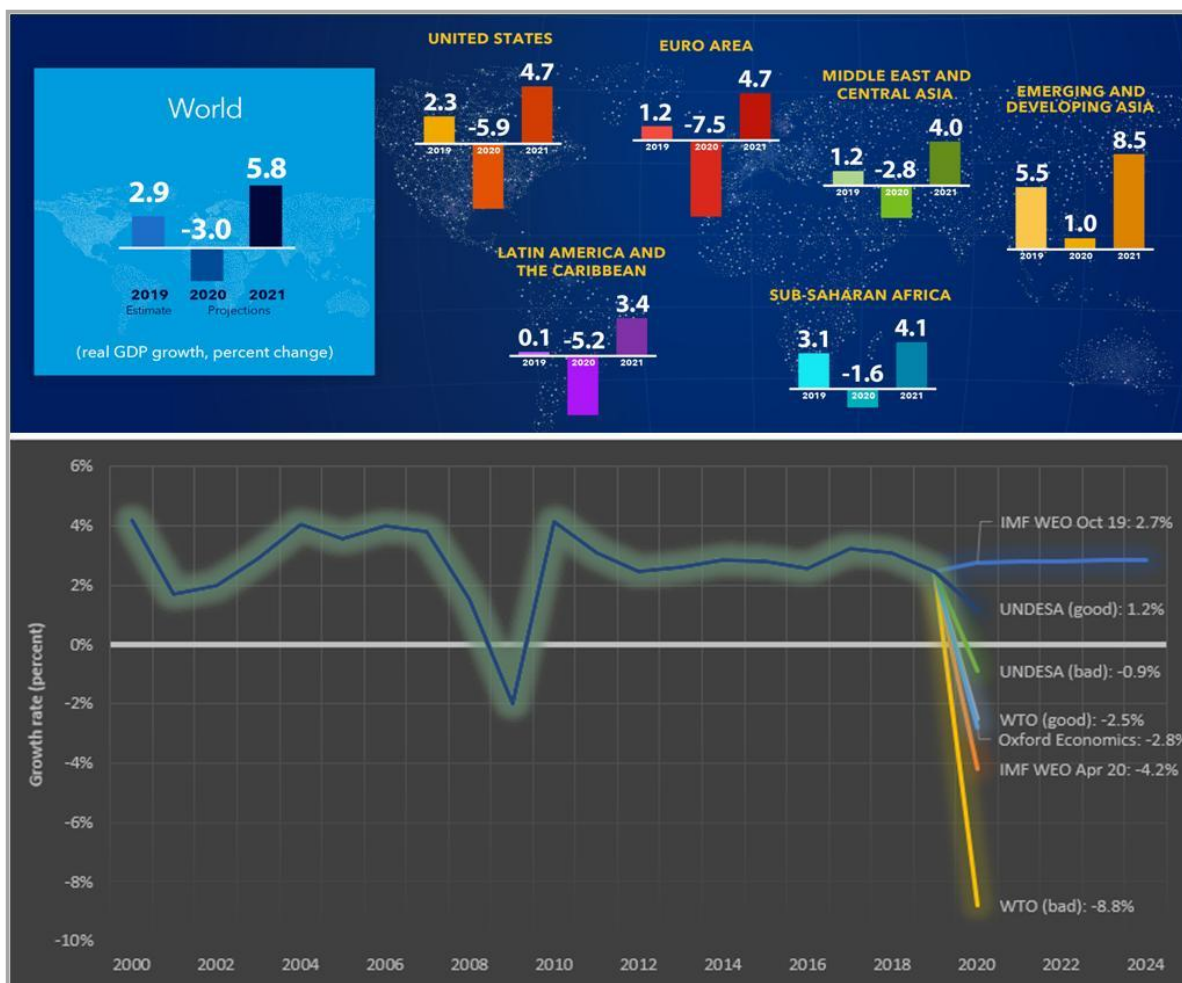 World
2.9
-3.0
5.8
2019
2020
2021
Estimate
Projections
(real GDP growth, percent change)
UNITED STATES
2.3
-5.9
4.7
2019
2020
2021
EURO AREA
1.2
-7.5
4.7
2019
2020
2021
MIDDLE EAST AND
CENTRAL ASIA
1.2
-2.8
4.0
2019
2020
2021
EMERGING AND
DEVELOPING ASIA
5.5
1.0
8.5
2019
2020
2021
LATIN AMERICA AND
THE CARIBBEAN
0.1
-5.2
3.4
2019
2020
2021
SUB-SAHARAN AFRICA
3.1
-1.6
4.1
2019
2020
2021
Growth rate (percent)
6%
4%
2%
0%
-2%
-4%
-6%
-8%
-10%
IMF WEO Oct 19: 2.7%
UNDESA (good): 1.2%
UNDESA (bad): -0.9%
WTO (good): -2.5%
Oxford Economics: -2.8%
IMF WEO Apr 20: -4.2%
WTO (bad): -8.8%
2000 2002 2004 2006 2008 2010 2012 2014 2016 2018 2020 2022 2024